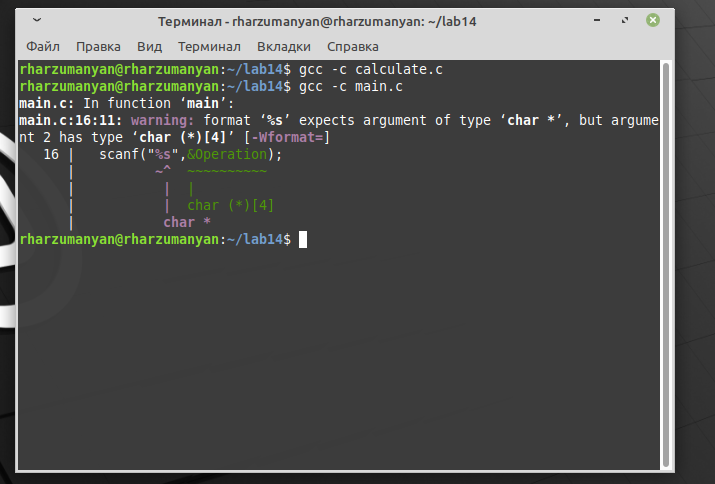 Терминал - rharzumanyan@rharzumanyan: ~/lab14
Файл Правка Вид Терминал Вкладки Справка
rharzumanyan@rharzumanyan:~/lab14$ gcc -c calculate.c
rharzumanyan@rharzumanyan:~/lab14$ gcc -c main.c
main.c: In function ‘main’:
main.c:16:11: warning: format ‘%s’ expects argument of type ‘char *’, but argume
nt 2 has type ‘char (*)[4]’ [-Wformat=]
   16 |   scanf("%s",&Operation);
      |          ~^  ~~~~~~~~~~
      |           |  |
      |           |  char (*)[4]
      |           char *
rharzumanyan@rharzumanyan:~/lab14$